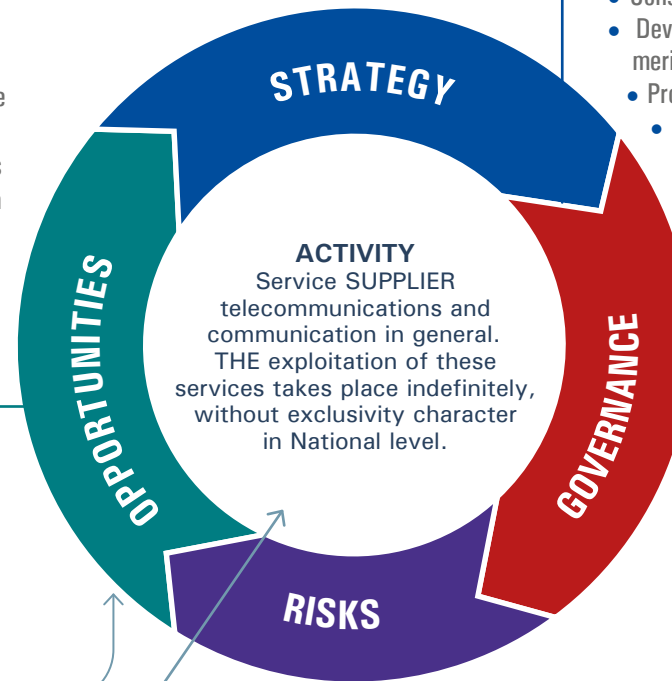 STRATEGY
OPPORTUNITIES
ACTIVITY
Service SUPPLIER
telecommunications and
communication in general.
THE exploitation of these
services takes place indefinitely,
without exclusivity character
in National level.
GOVERNANCE
RISKS